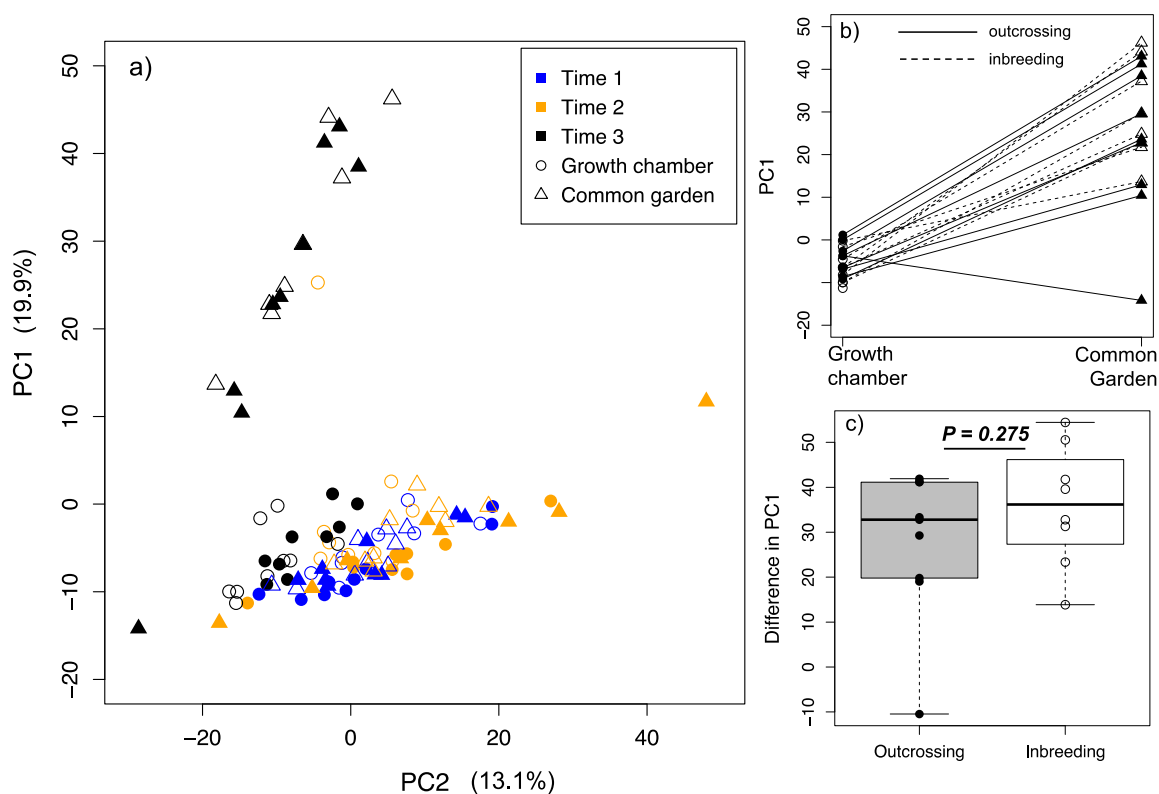 a)
Time 1
Time 2
Time 3
Growth chamber
Common garden
50
40
30
20
10
0
−10
−20
PC1 (19.9%)
−20
0
20
40
PC2 (13.1%)
b)
outcrossing
inbreeding
50
40
30
20
10
0
−20
PC1
Growth
chamber
Common
Garden
c)
P = 0.275
50
40
30
20
10
0
−10
Difference in PC1
Outcrossing
Inbreeding